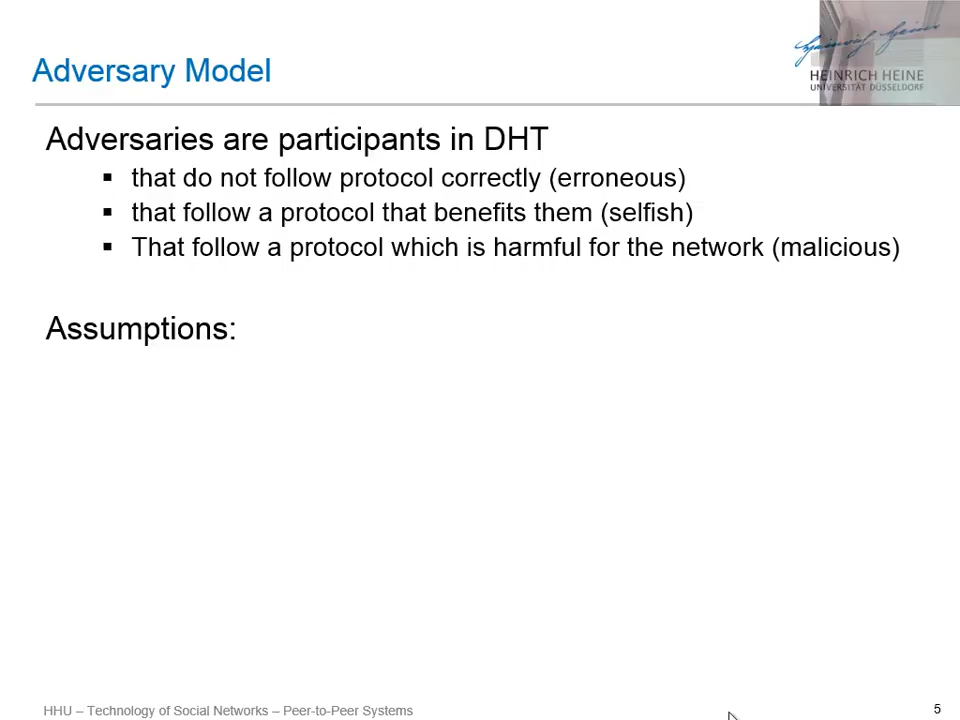 Heinrich Heine
HEINRICH HEINE
UNIVERSITÄT DÜSSELDORF
Adversary Model
Adversaries are participants in DHT
▪ that do not follow protocol correctly (erroneous)
▪ that follow a protocol that benefits them (selfish)
▪ That follow a protocol which is harmful for the network (malicious)
Assumptions:
HHU – Technology of Social Networks – Peer-to-Peer Systems
5